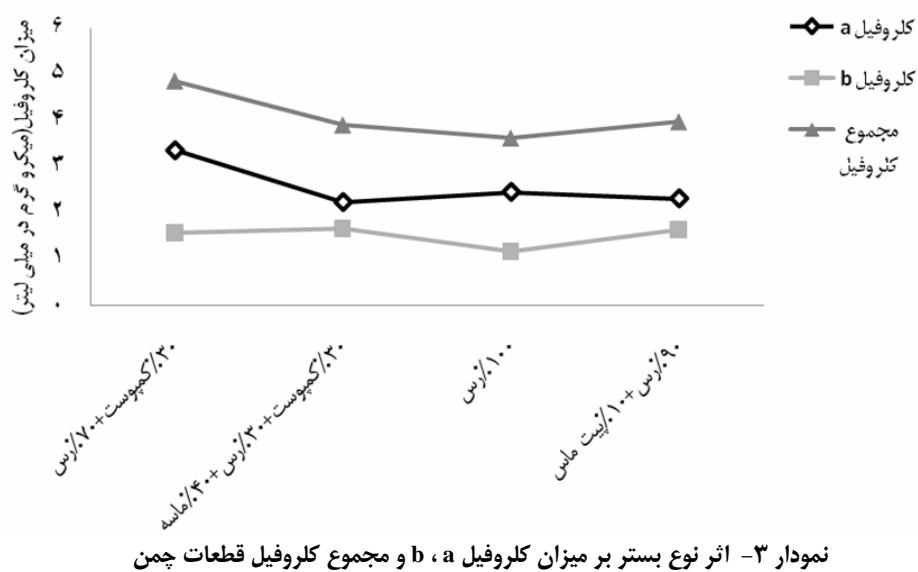 میزان کلروفیل(میکرو گرم در میلی لیتر)
۶
۵
۴
۳
۲
۱
۰
کلروفیل a
کلروفیل b
مجموع
کلروفیل
۳۰٪کمپوست+۷۰٪رس
۳۰٪کمپوست+۳۰٪رس+۴۰٪ماسه
۱۰۰٪رس
۹۰٪رس+۱۰٪پیت ماس
نمودار ۳- اثر نوع بستر بر میزان کلروفیل a ، b و مجموع کلروفیل قطعات چمن